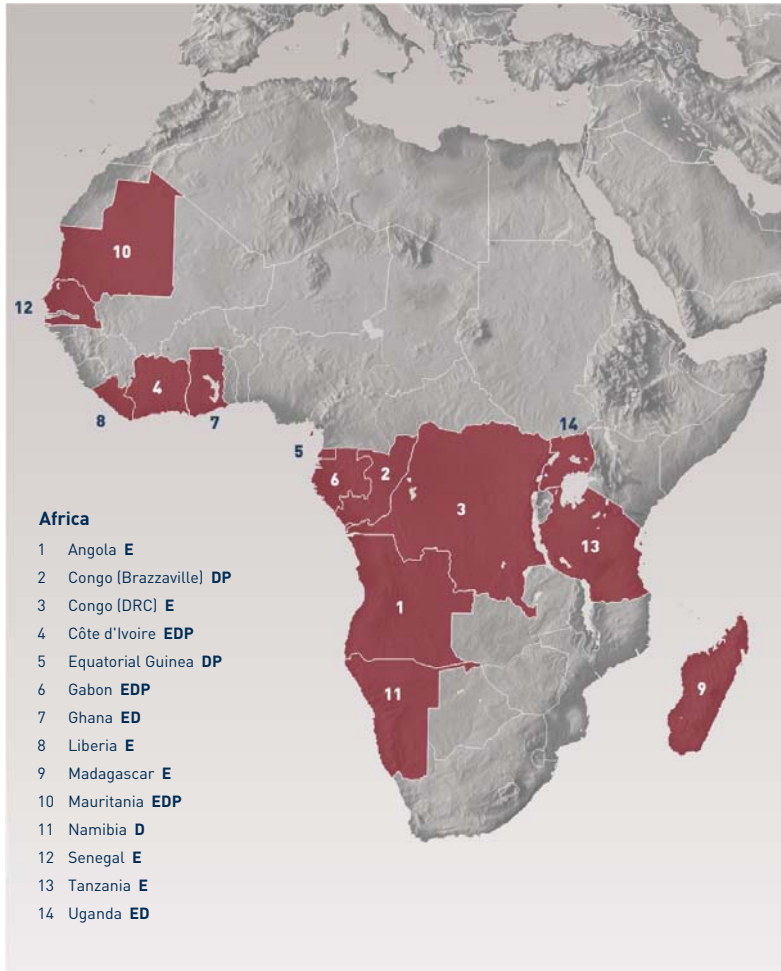 10
12
4
8
7
14
5
6
2
3
13
1
11
9
Africa
1 Angola E
2 Congo (Brazzaville) DP
3 Congo (DRC) E
4 Côte d'Ivoire EDP
5 Equatorial Guinea DP
6 Gabon EDP
7 Ghana ED
8 Liberia E
9 Madagascar E
10 Mauritania EDP
11 Namibia D
12 Senegal E
13 Tanzania E
14 Uganda ED